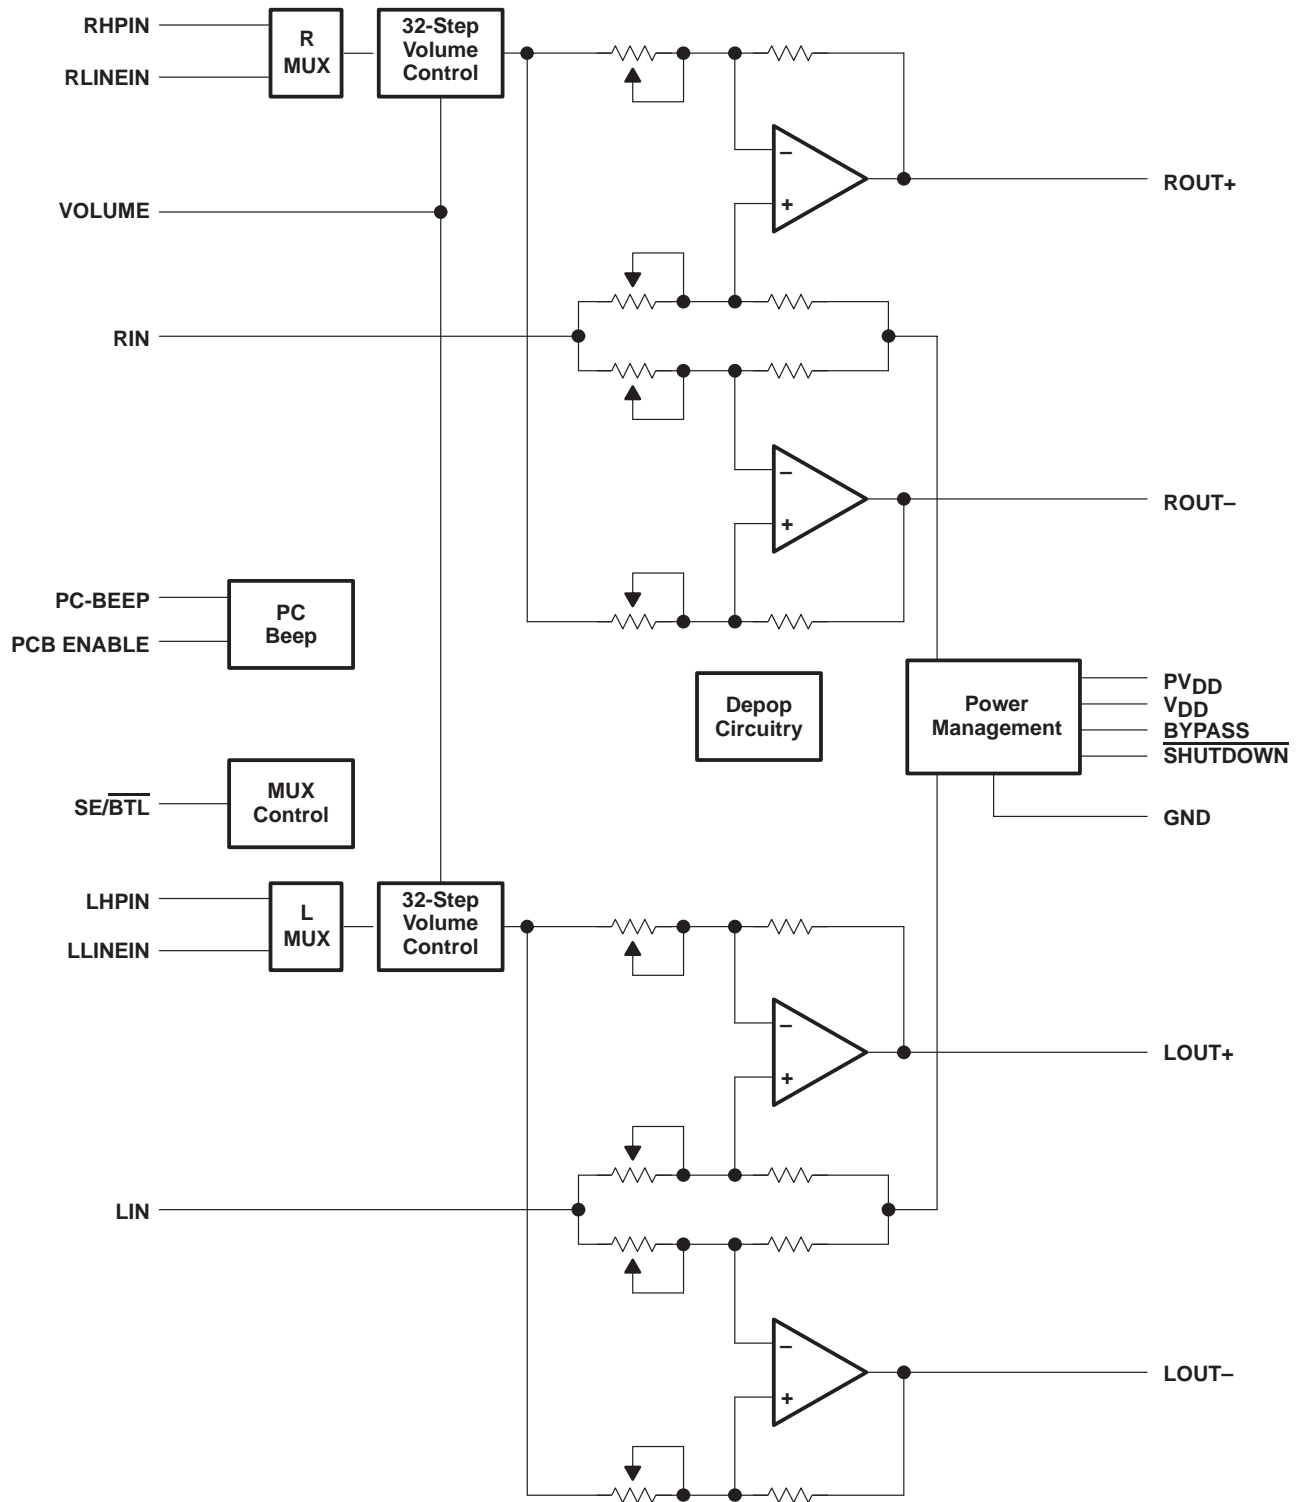 RHPIN
RLINEIN
R
MUX
32-Step
Volume
Control
VOLUME
–
+
ROUT+
RIN
–
+
ROUT–
PC-BEEP
PCB ENABLE
PC
Beep
Depop
Circuitry
Power
Management
PVDD
VDD
BYPASS
SHUTDOWN
GND
SE/BTL
MUX
Control
LHPIN
LLINEIN
L
MUX
32-Step
Volume
Control
–
+
LOUT+
LIN
–
+
LOUT–